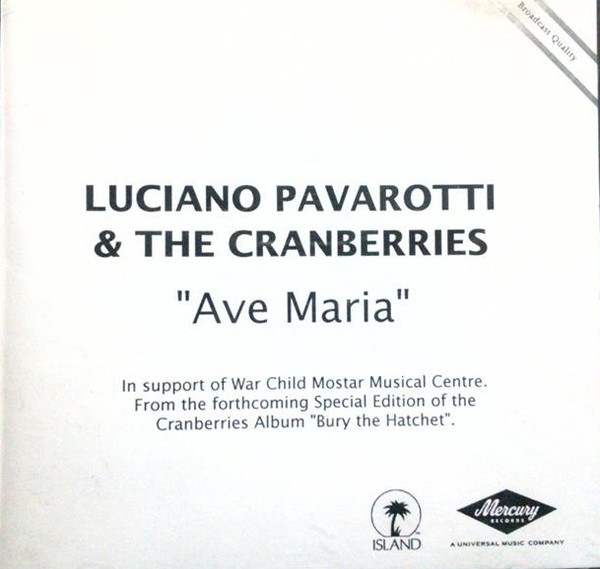 Broadcast Quality
LUCIANO PAVAROTTI
& THE CRANBERRIES
"Ave Maria"
In support of War Child Mostar Musical Centre.
From the forthcoming Special Edition of the
Cranberries Album "Bury the Hatchet".
ISLAND
Mercury
RECORDS
A UNIVERSAL MUSIC COMPANY